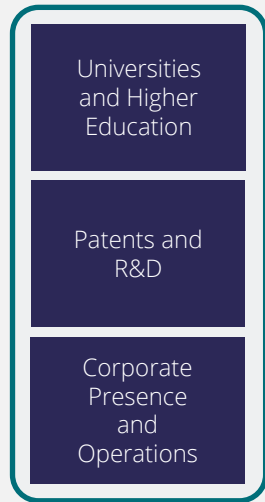 Universities
and Higher
Education
Patents and
R&D
Corporate
Presence
and
Operations